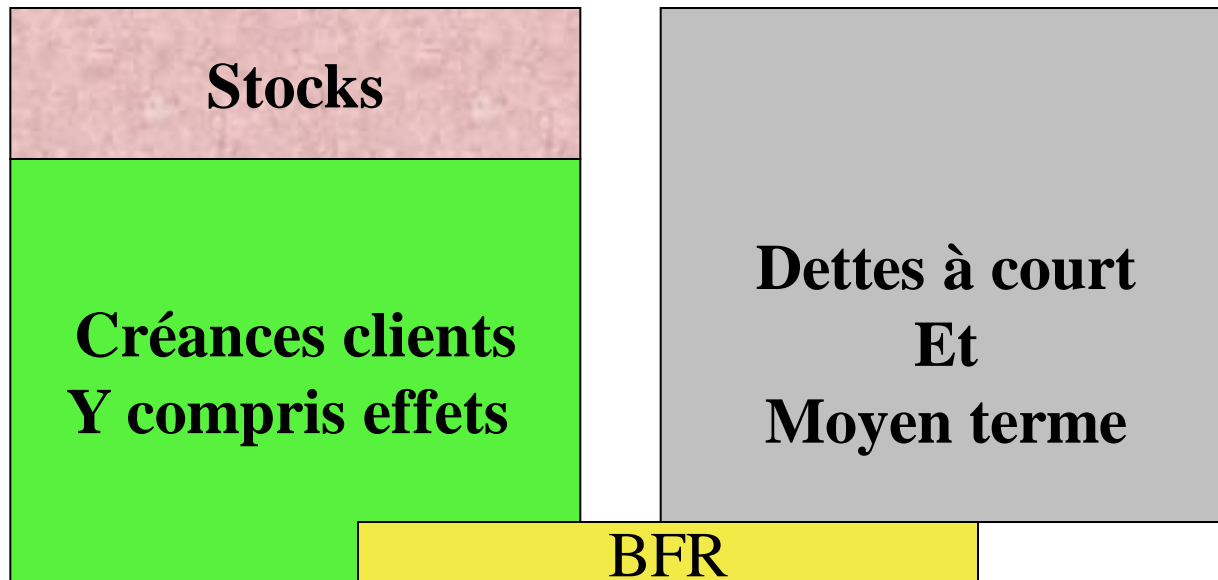 Stocks
Créances clients
Y compris effets
Dettes à court
Et
Moyen terme
BFR